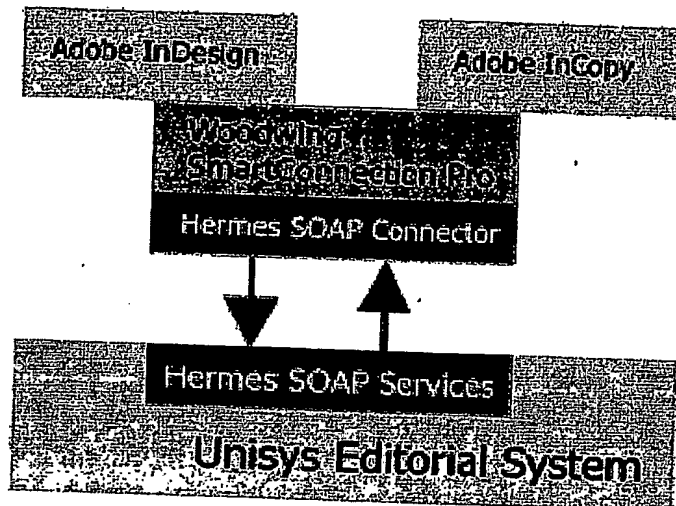 Adobe InDesign
Adobe InCopy
Woodwing
SmartConnection Pro
Hermes SOAP Connector
Hermes SOAP Services
Unisys Editorial System